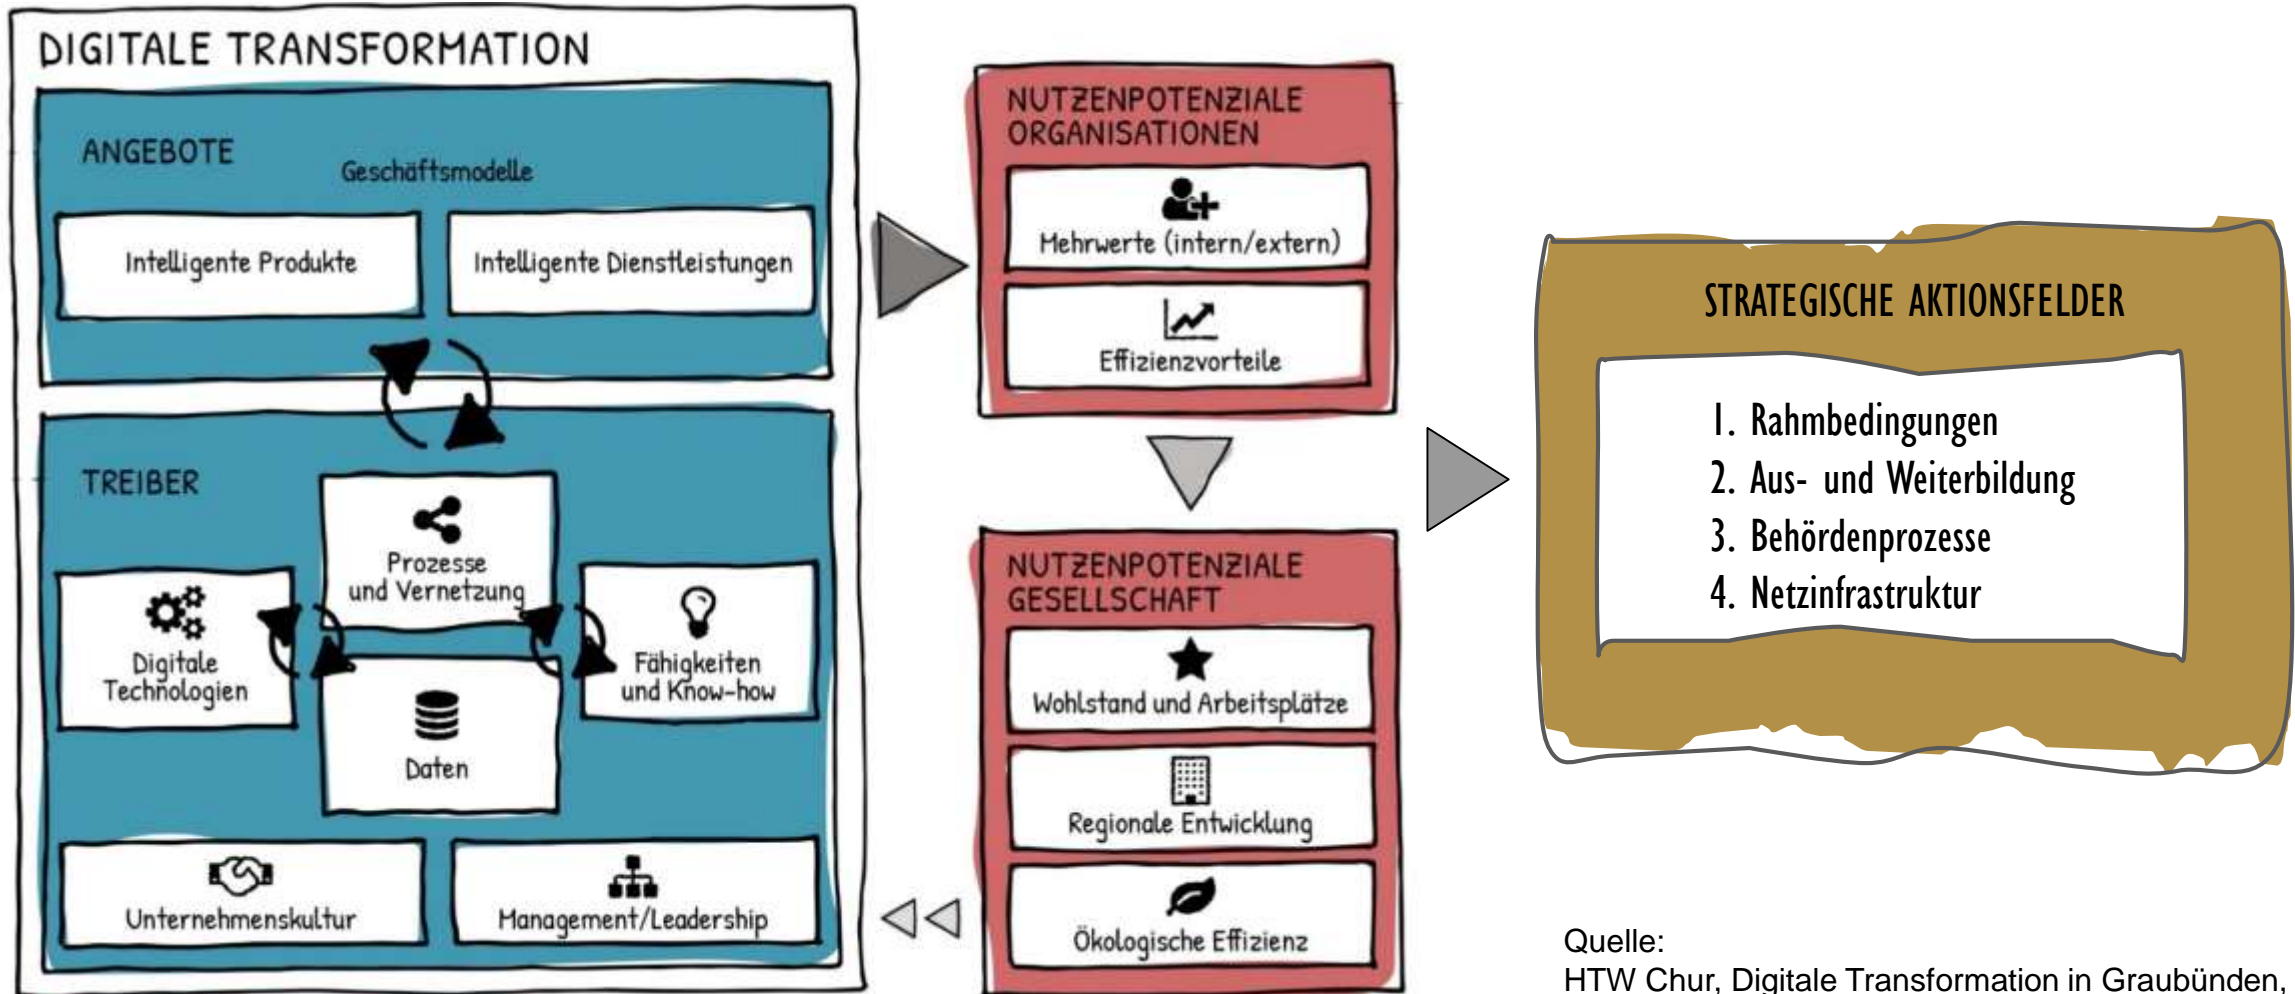 DIGITALE TRANSFORMATION
ANGEBOTE
Geschäftsmodelle
Intelligente Produkte
Intelligente Dienstleistungen
TREIBER
Prozesse
und Vernetzung
Digitale
Technologien
Fähigkeiten
und Know-how
Daten
Unternehmenskultur
Management/Leadership
NUTZENPOTENZIALE
ORGANISATIONEN
Mehrwerte (intern/extern)
Effizienzvorteile
NUTZENPOTENZIALE
GESELLSCHAFT
Wohlstand und Arbeitsplätze
Regionale Entwicklung
Ökologische Effizienz
STRATEGISCHE AKTIONSFELDER
1. Rahmbedingungen
2. Aus- und Weiterbildung
3. Behördenprozesse
4. Netzinfrastruktur
Quelle:
HTW Chur, Digitale Transformation in Graubünden,